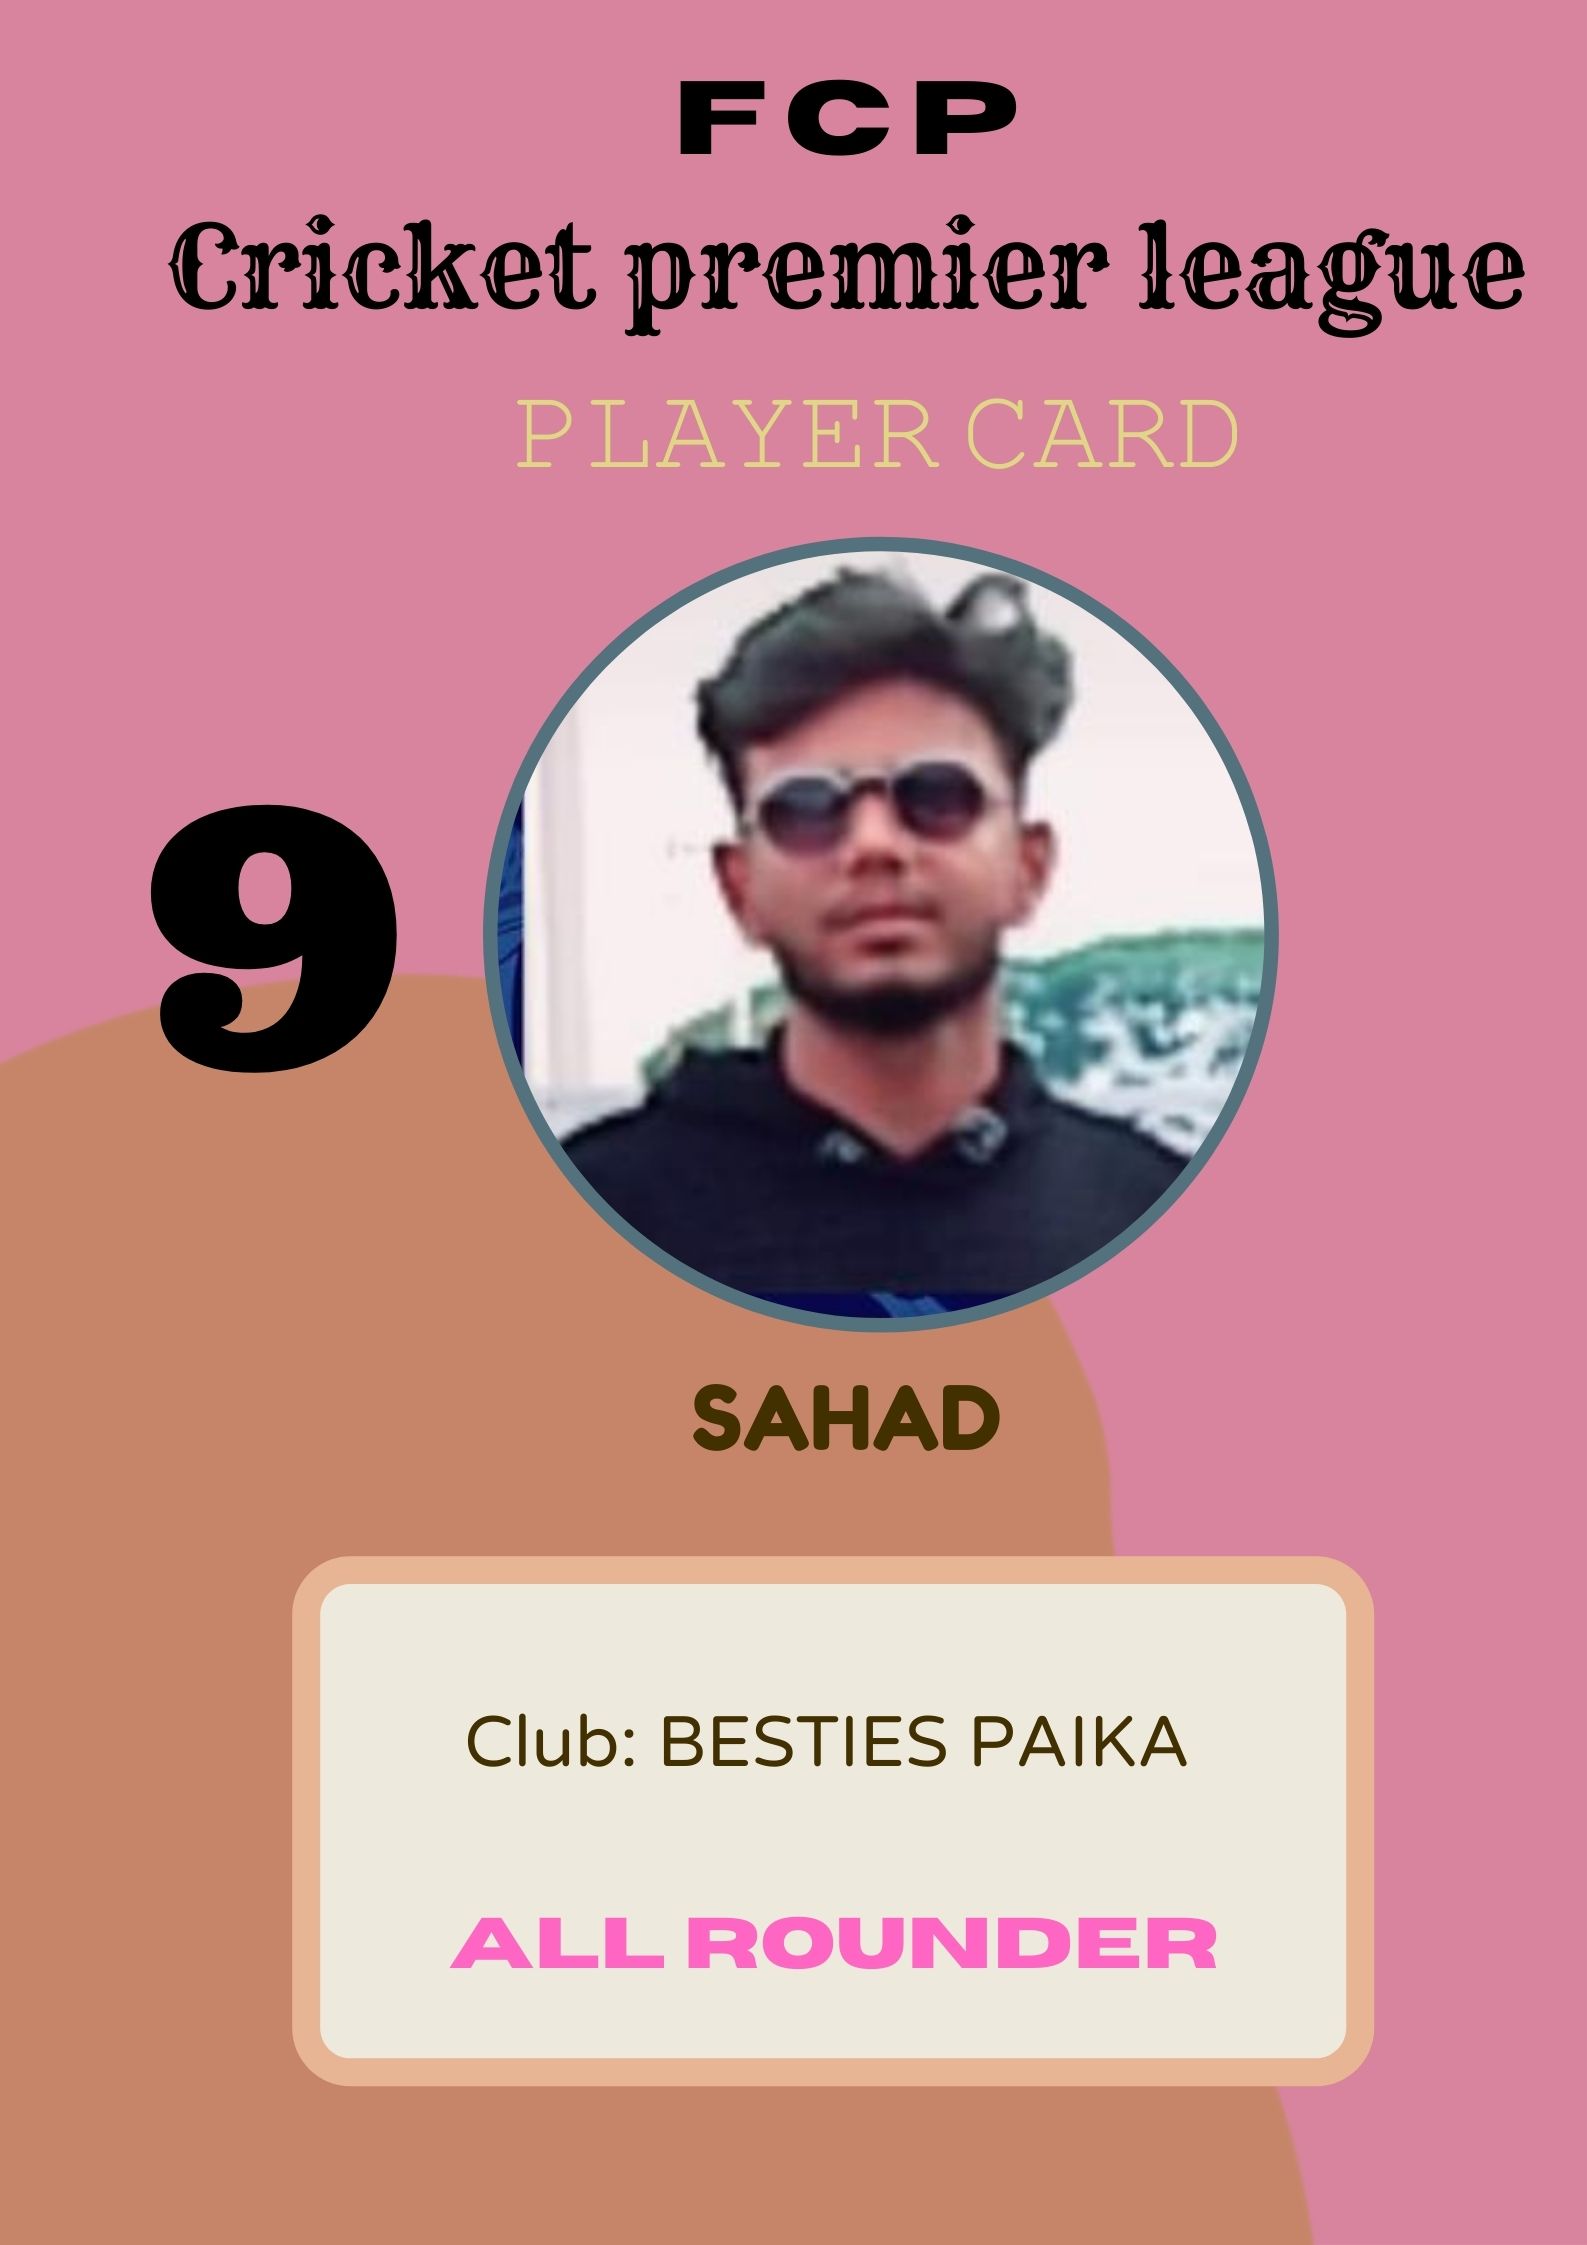 FCP
Cricket premier league
PLAYER CARD
9
SAHAD
Club: BESTIES PAIKA
ALL ROUNDER